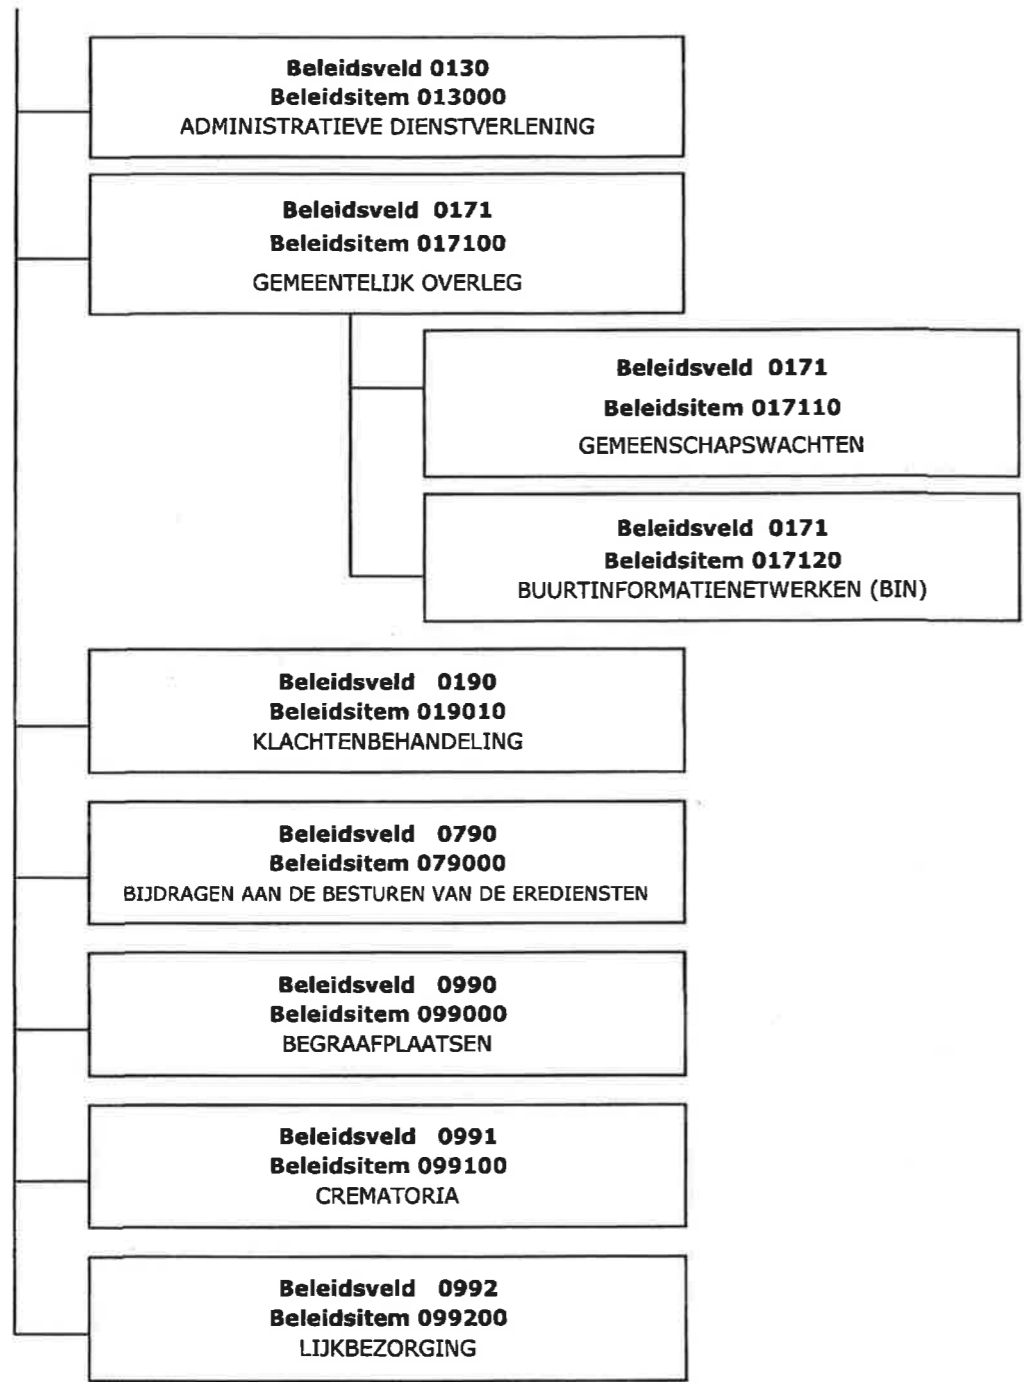 Beleidsveld 0130
Beleidsitem 013000
ADMINISTRATIEVE DIENSTVERLENING
Beleidsveld 0171
Beleidsitem 017100
GEMEENTELIJK OVERLEG
Beleidsveld 0171
Beleidsitem 017110
GEMEENSCHAPSWACHTEN
Beleidsveld 0171
Beleidsitem 017120
BUURTINFORMATIENETWERKEN (BIN)
Beleidsveld 0190
Beleidsitem 019010
KLACHTENBEHANDELING
Beleidsveld 0790
Beleidsitem 079000
BIJDRAGEN AAN DE BESTUREN VAN DE EREDIENSTEN
Beleidsveld 0990
Beleidsitem 099000
BEGRAAFPLAATSEN
Beleidsveld 0991
Beleidsitem 099100
CREMATORIA
Beleidsveld 0992
Beleidsitem 099200
LIJKBEZORGING